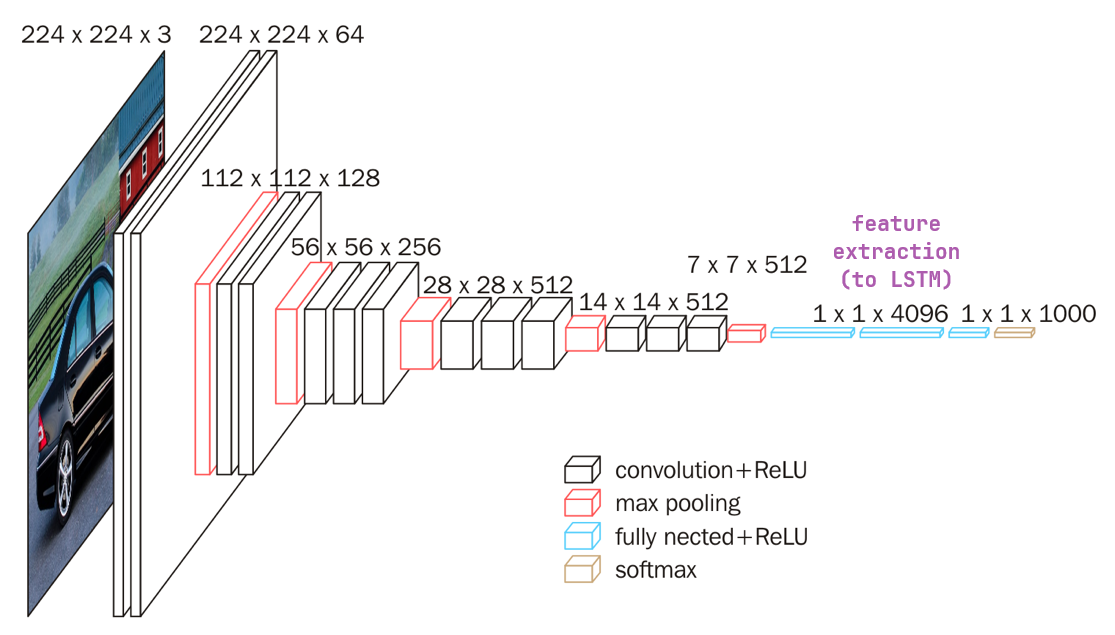 224 x 224 x 3
224 x 224 x 64
112 x 112 x 128
56 x 56 x 256
28 x 28 x 512
14 x 14 x 512
7 x 7 x 512
feature
extraction
(to LSTM)
1 x 1 x 4096
1 x 1 x 1000
convolution+ReLU
max pooling
fully nected+ReLU
softmax